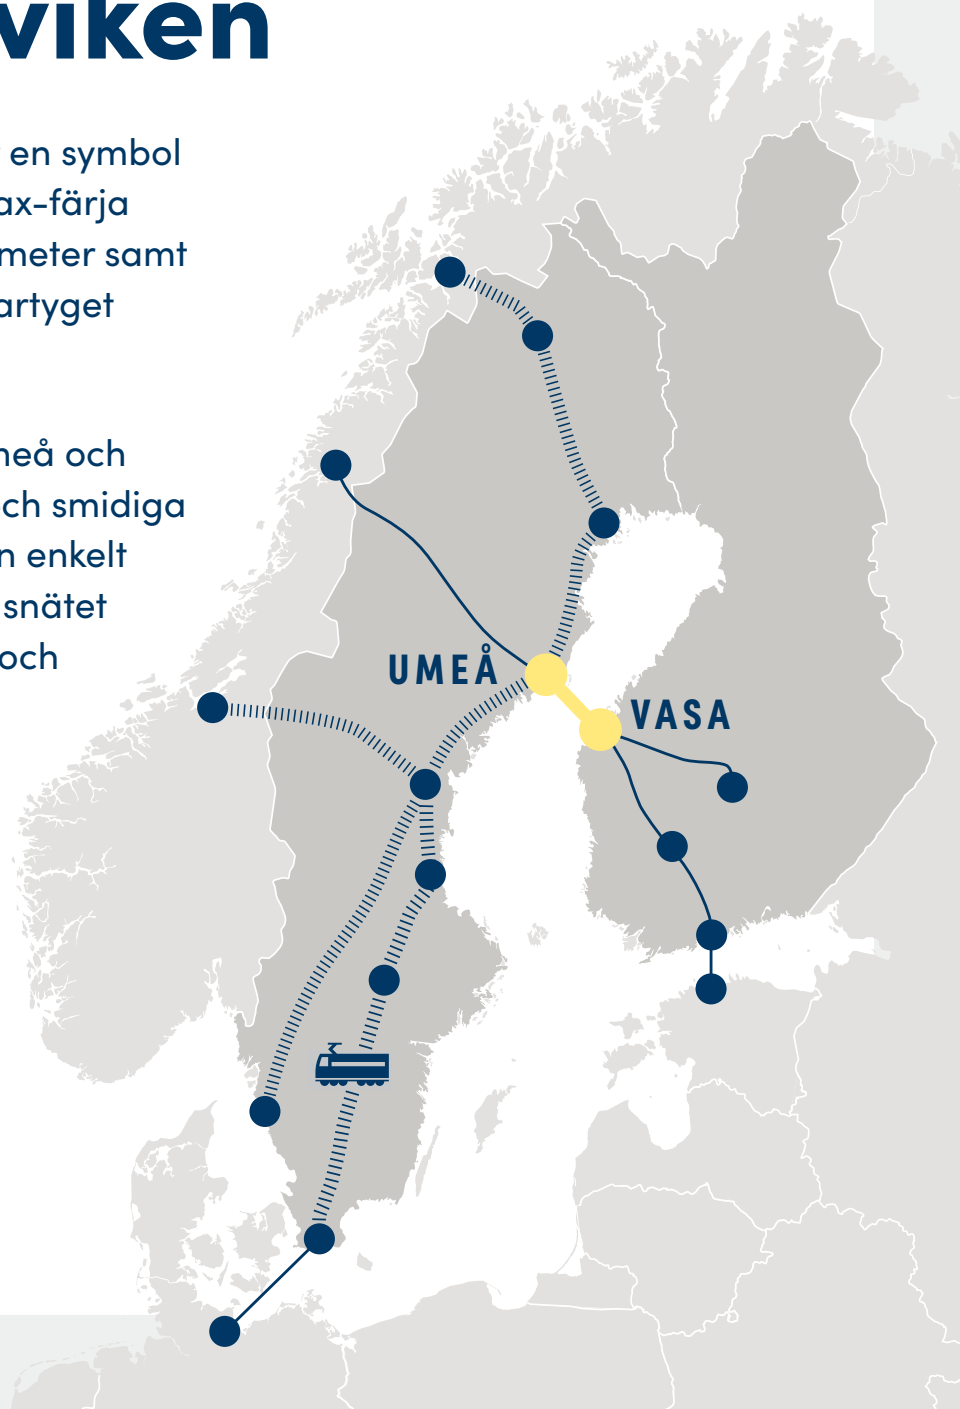 viken
en symbol
ax-färja
meter samt
artyget
neå och
ch smidiga
n enkelt
snätet
och
UMEÅ
VASA